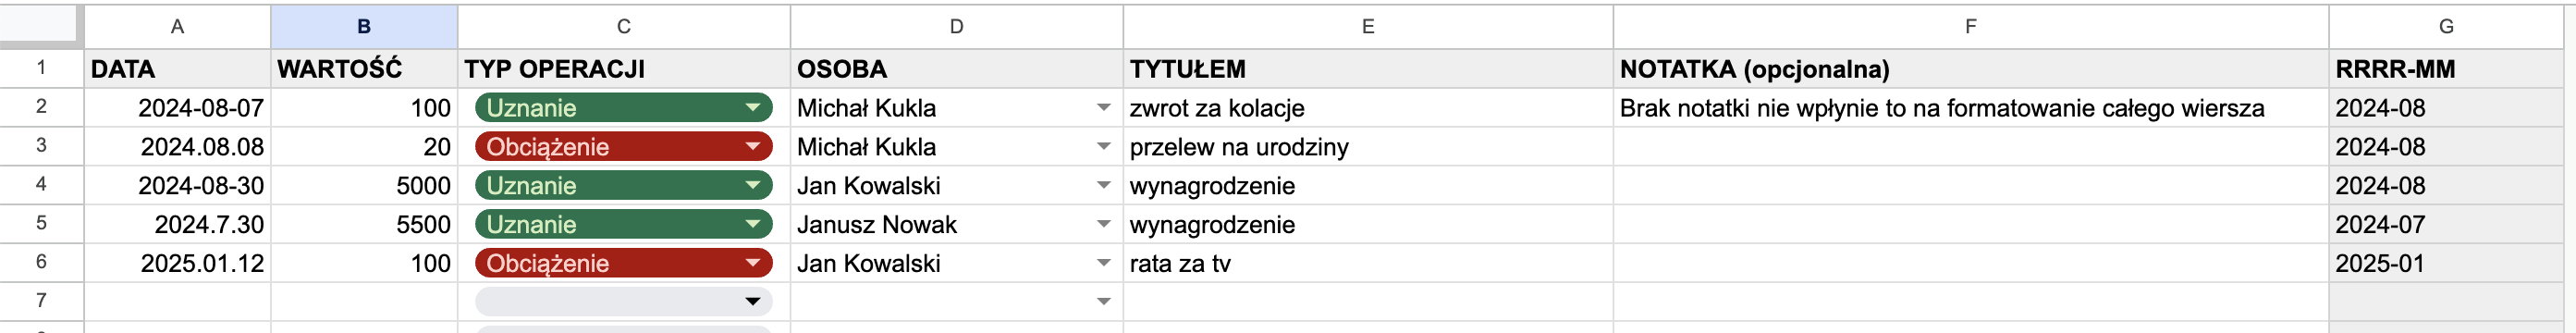 A B C D E F G
1 DATA WARTOŚĆ TYP OPERACJI OSOBA TYTUŁEM NOTATKA (opcjonalna) RRRR-MM
2 2024-08-07 100 Uznanie Michał Kukla zwrot za kolacje Brak notatki nie wpłynie to na formatowanie całego wiersza 2024-08
3 2024.08.08 20 Obciążenie Michał Kukla przelew na urodziny 2024-08
4 2024-08-30 5000 Uznanie Jan Kowalski wynagrodzenie 2024-08
5 2024.7.30 5500 Uznanie Janusz Nowak wynagrodzenie 2024-07
6 2025.01.12 100 Obciążenie Jan Kowalski rata za tv 2025-01
7